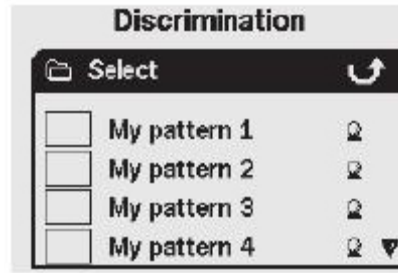 Discrimination
Select
My pattern 1
My pattern 2
My pattern 3
My pattern 4